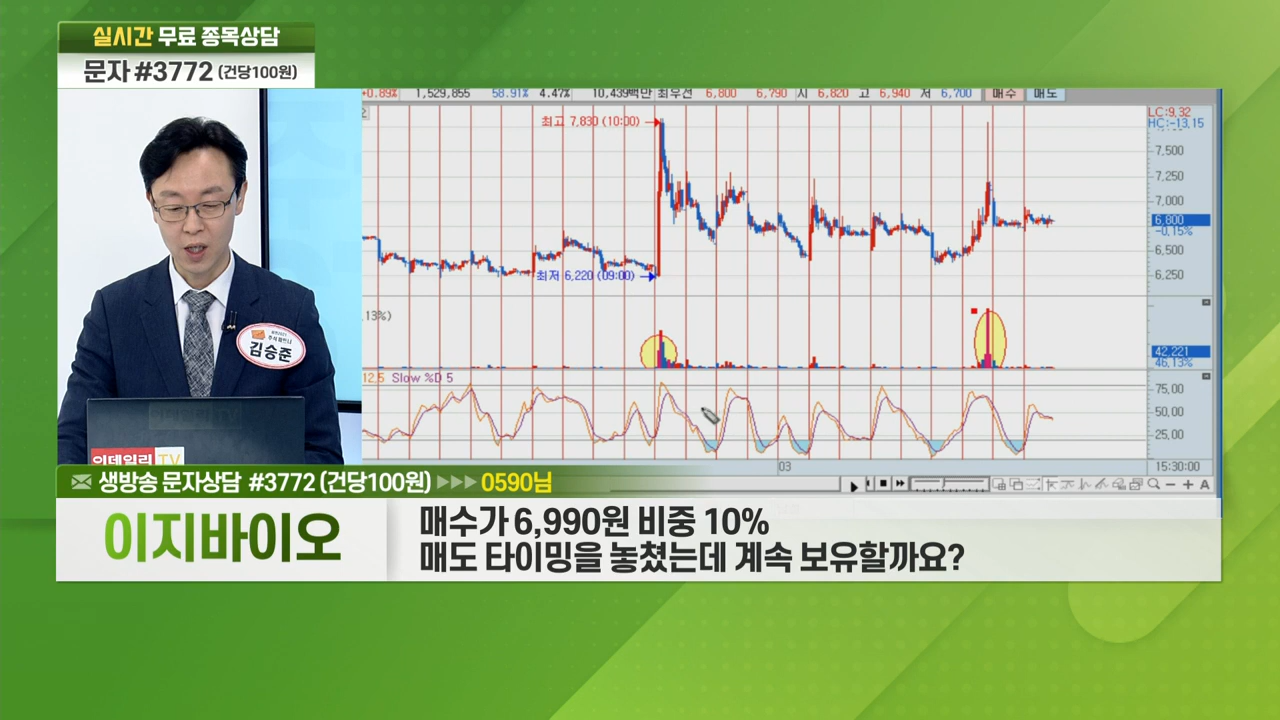 실시간 무료 종목상담
문자 #3772 (건당100원)
+0.89% 1,529,855 58.91% 4.47% 10,439백만 최우선 6,800 6,790 시 6,820 고 6,940 저 6,700 매수 매도
LC:9.32
HC:-13.15
최고 7,830 (10:00)
7,500
7,250
7,000
6,800
-0.15%
6,500
6,250
최저 6,220 (09:00)
.13%)
42,221
46.13%
12.5 Slow %D 5
75.00
50.00
25.00
03
15:30:00
김승준
이데일리 TV
생방송 문자상담 #3772 (건당100원) ▶▶▶ 0590님
이지바이오
매수가 6,990원 비중 10%
매도 타이밍을 놓쳤는데 계속 보유할까요?